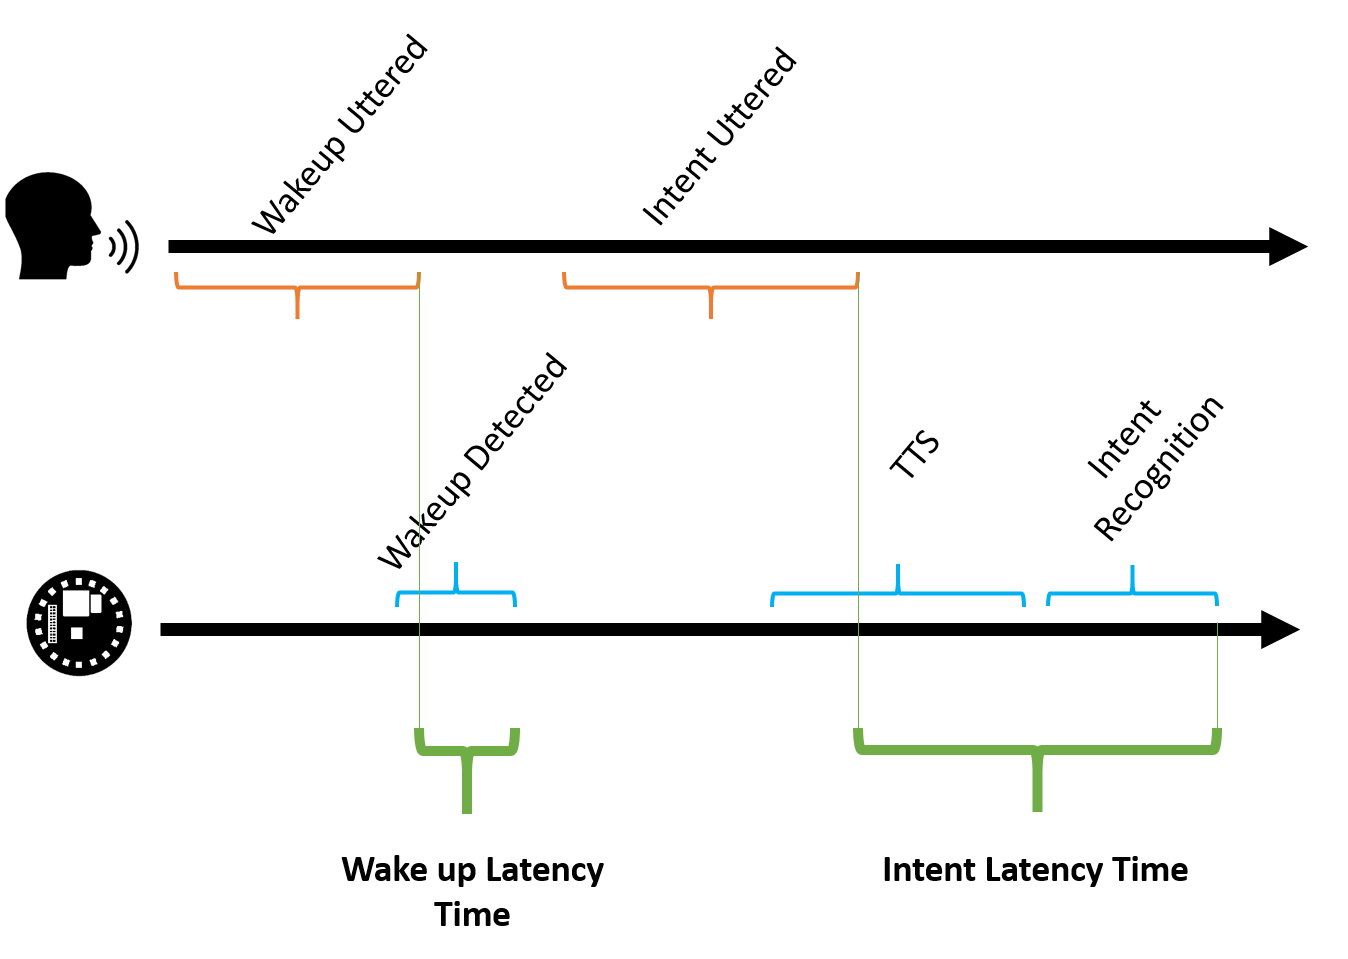 Wakeup Uttered
Intent Uttered
Wakeup Detected
TTS
Intent
Recognition
Wake up Latency
Time
Intent Latency Time